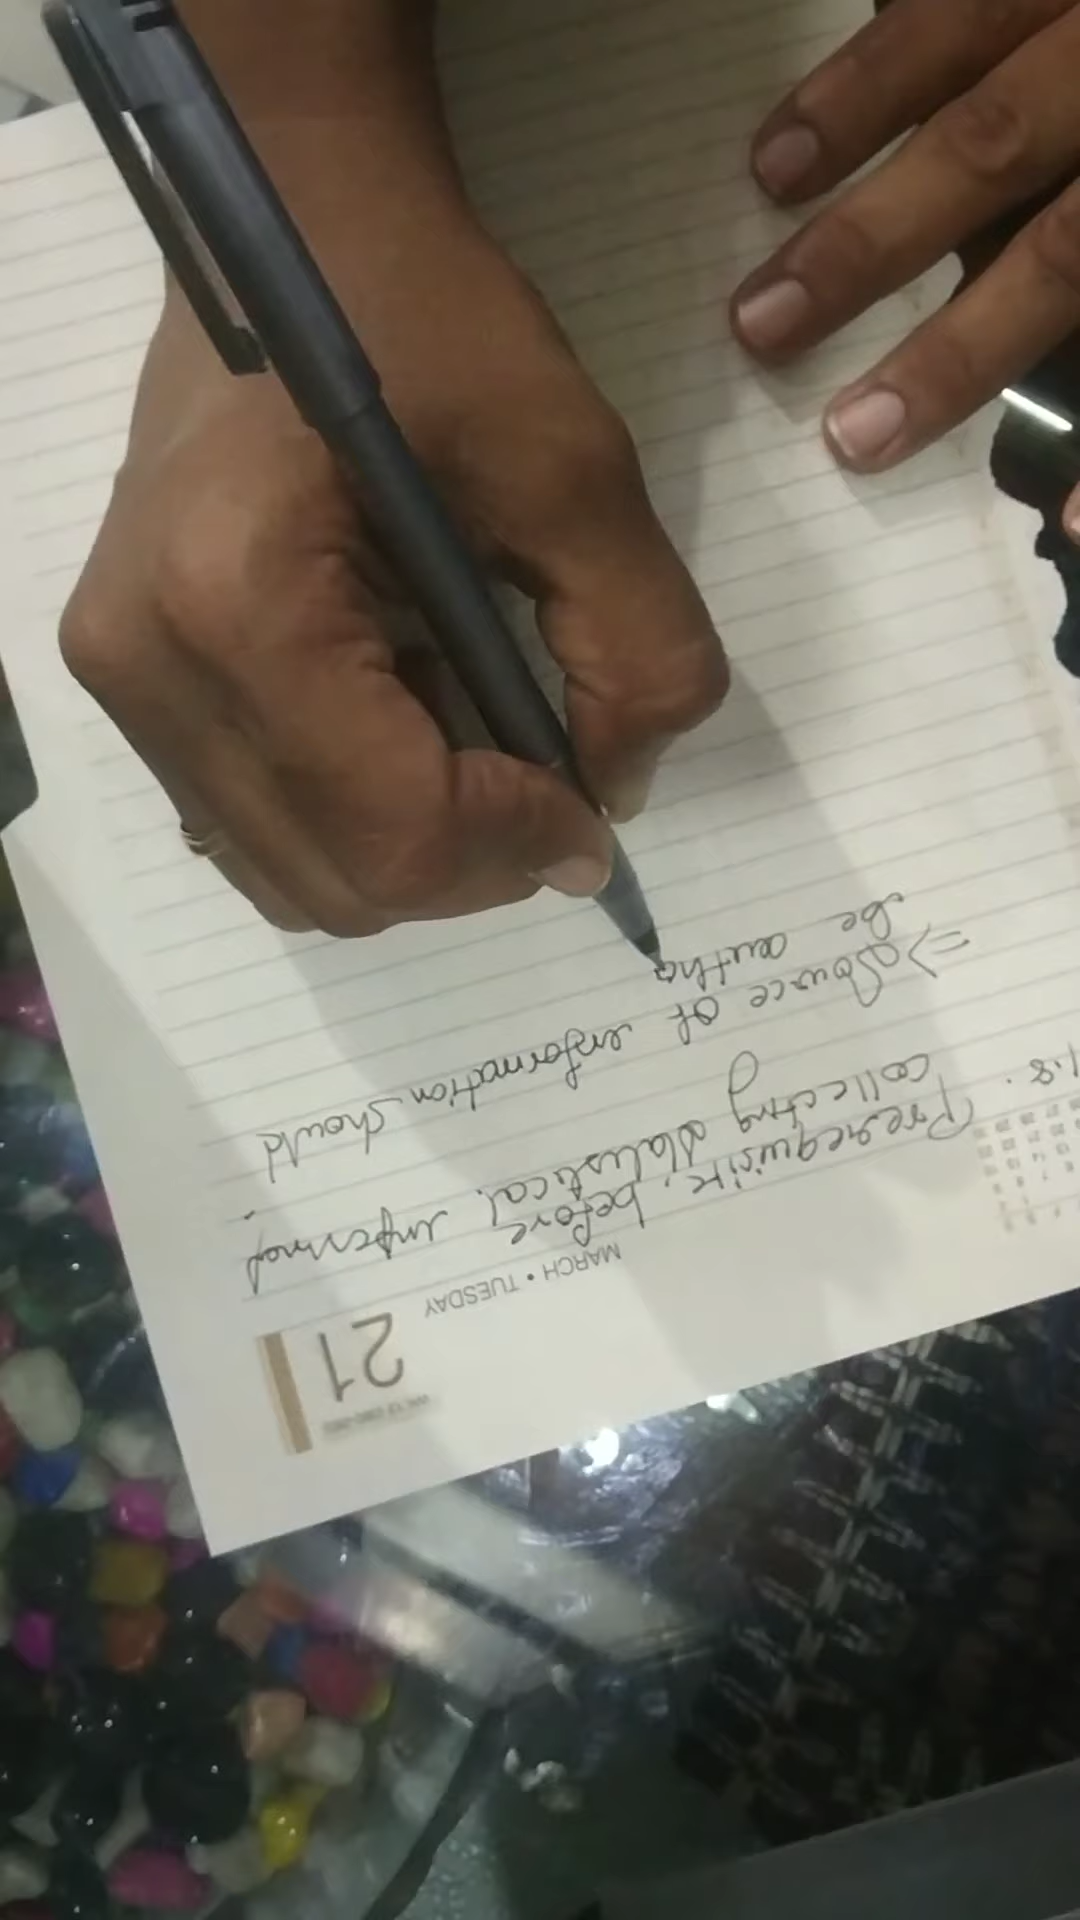 21
MARCH • TUESDAY
1.8.
Prerequisite, before
collecting statistical informat-
=> Source of information should
be autho